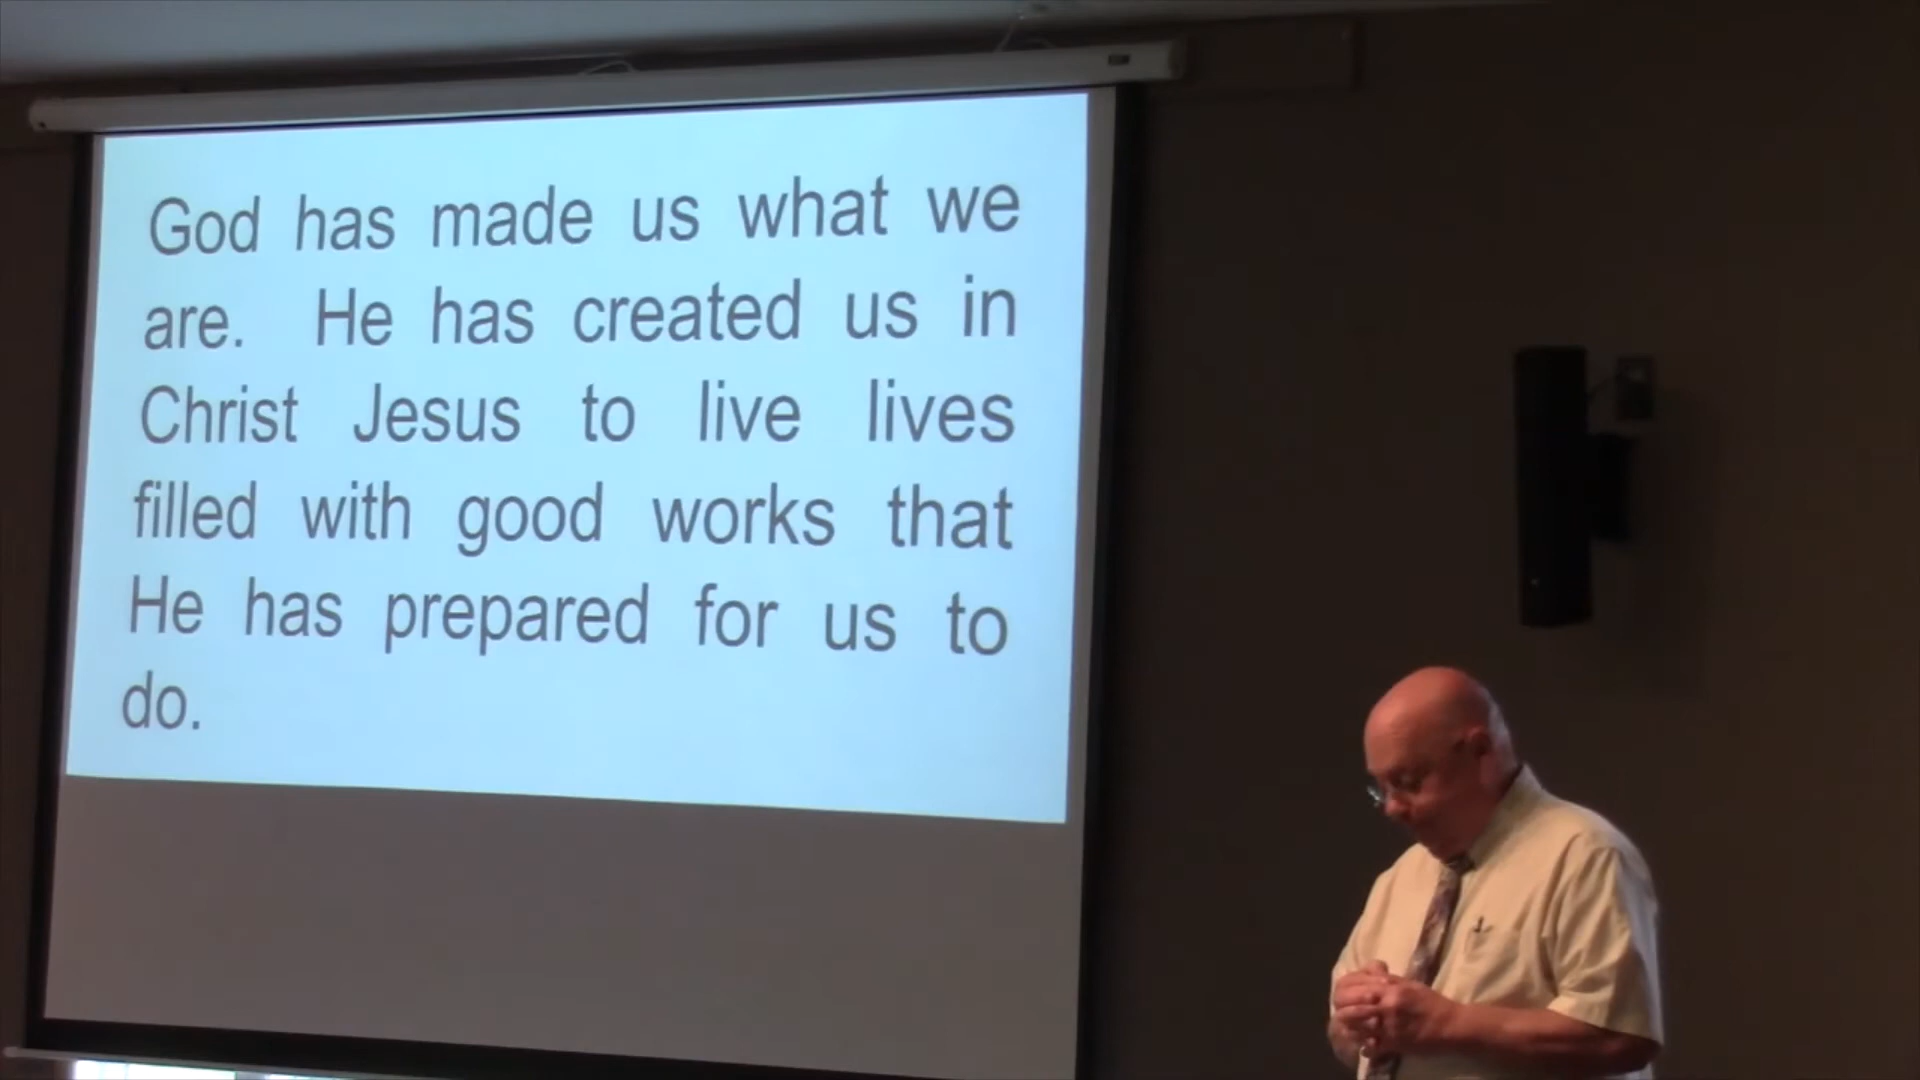 God has made us what we
are. He has created us in
Christ Jesus to live lives
filled with good works that
He has prepared for us to
do.